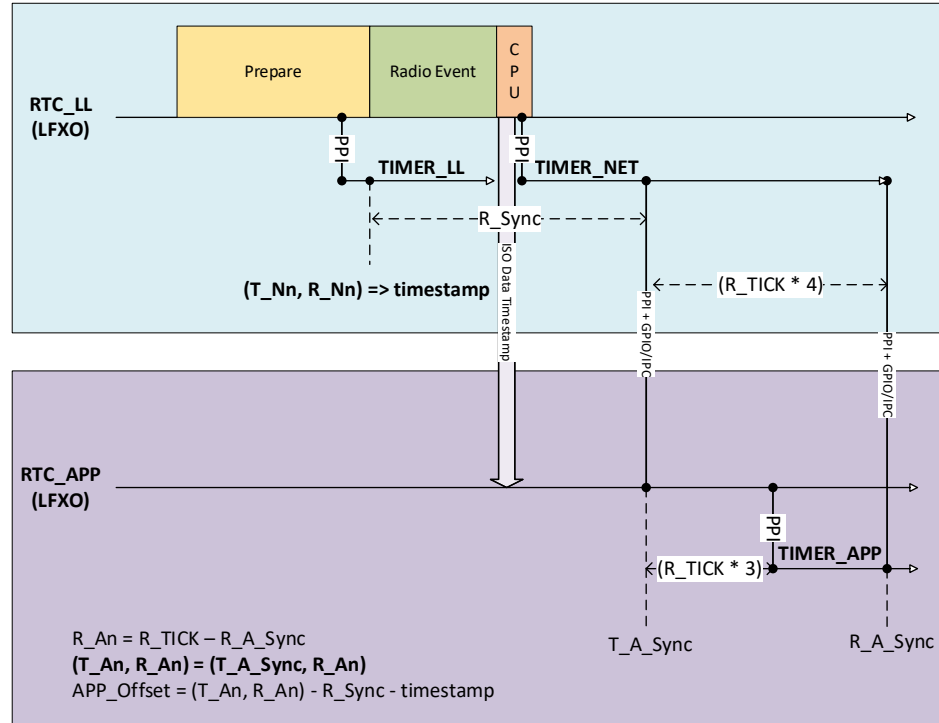 C
P
U
Prepare
Radio Event
RTC_LL
(LFXO)
PPI
PPI
TIMER_LL
TIMER_NET
R_Sync
ISO Data Timestamp
(T_Nn, R_Nn) => timestamp
(R_TICK * 4)
PPI + GPIO/IPC
PPI + GPIO/IPC
RTC_APP
(LFXO)
PPI
TIMER_APP
(R_TICK * 3)
T_A_Sync
R_A_Sync
R_An = R_TICK – R_A_Sync
(T_An, R_An) = (T_A_Sync, R_An)
APP_Offset = (T_An, R_An) - R_Sync - timestamp